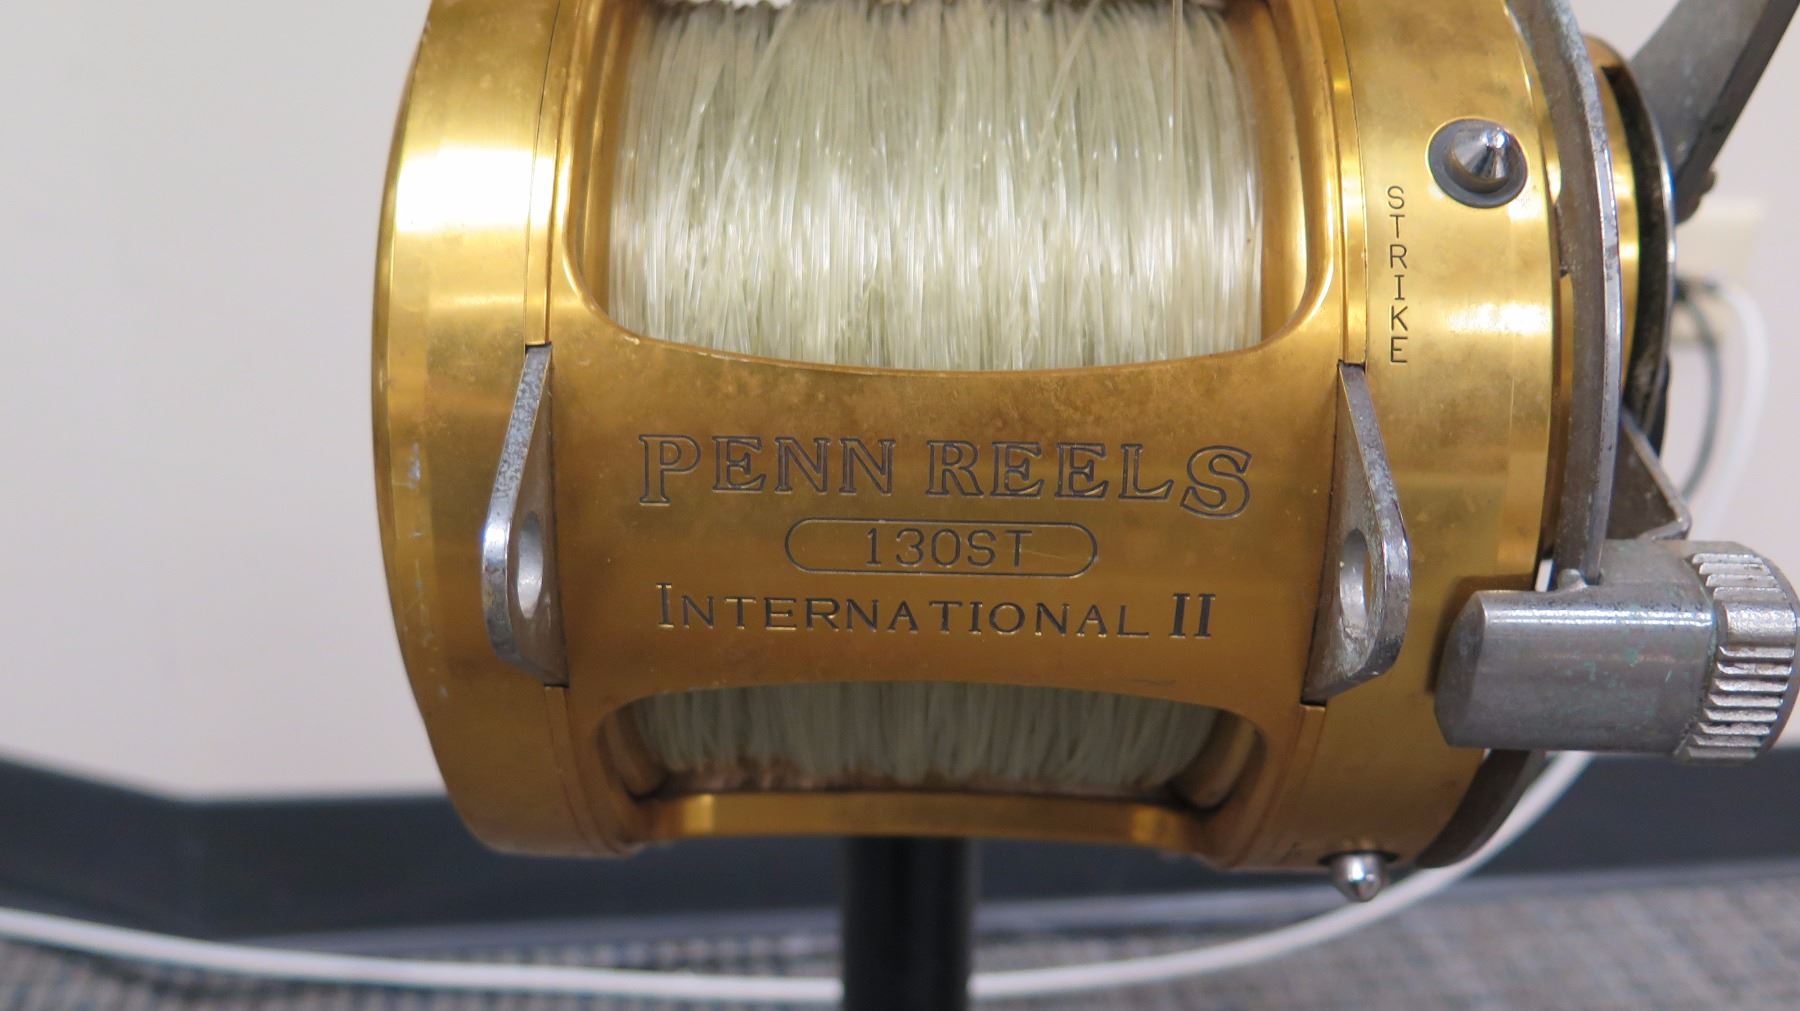 STRIKE
PENN REELS
130ST
INTERNATIONAL II